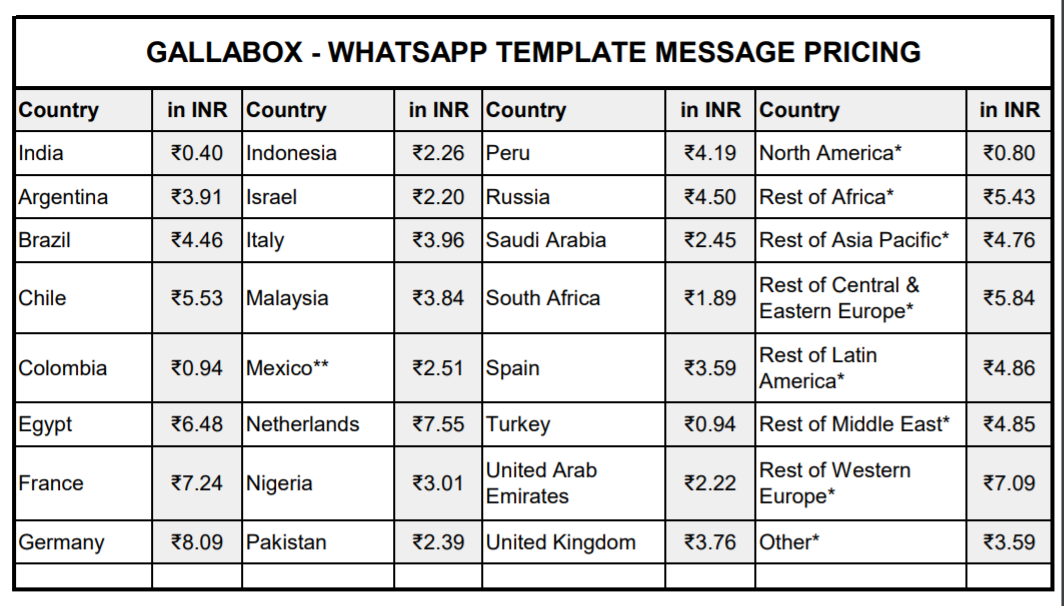 GALLABOX - WHATSAPP TEMPLATE MESSAGE PRICING
Country in INR Country in INR Country in INR Country in INR
India ₹0.40 Indonesia ₹2.26 Peru ₹4.19 North America* ₹0.80
Argentina ₹3.91 Israel ₹2.20 Russia ₹4.50 Rest of Africa* ₹5.43
Brazil ₹4.46 Italy ₹3.96 Saudi Arabia ₹2.45 Rest of Asia Pacific* ₹4.76
Chile ₹5.53 Malaysia ₹3.84 South Africa ₹1.89 Rest of Central &
Eastern Europe* ₹5.84
Colombia ₹0.94 Mexico** ₹2.51 Spain ₹3.59 Rest of Latin
America* ₹4.86
Egypt ₹6.48 Netherlands ₹7.55 Turkey ₹0.94 Rest of Middle East* ₹4.85
France ₹7.24 Nigeria ₹3.01 United Arab
Emirates ₹2.22 Rest of Western
Europe* ₹7.09
Germany ₹8.09 Pakistan ₹2.39 United Kingdom ₹3.76 Other* ₹3.59